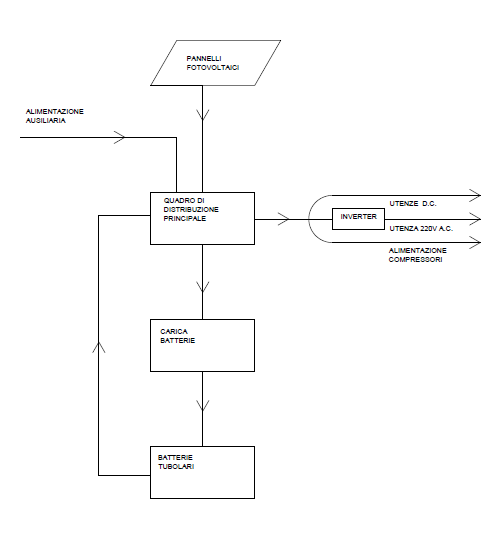 PANNELLI
FOTOVOLTAICI
ALIMENTAZIONE
AUSILIARIA
QUADRO DI
DISTRIBUZIONE
PRINCIPALE
UTENZE D.C.
INVERTER
UTENZA 220V A.C.
ALIMENTAZIONE
COMPRESSORI
CARICA
BATTERIE
BATTERIE
TUBOLARI